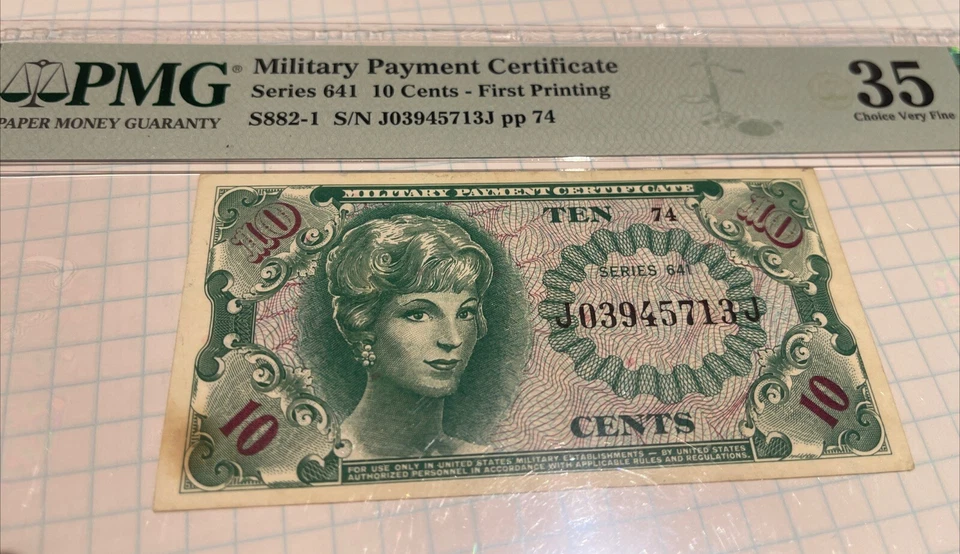 PMG®
PAPER MONEY GUARANTY
Military Payment Certificate
Series 641 10 Cents - First Printing
S882-1 S/N J03945713J pp 74
35
Choice Very Fine
MILITARY PAYMENT CERTIFICATE
10
TEN 74
10
SERIES 641
J03945713J
10
CENTS
10
FOR USE ONLY IN UNITED STATES MILITARY ESTABLISHMENTS — BY UNITED STATES
AUTHORIZED PERSONNEL IN ACCORDANCE WITH APPLICABLE RULES AND REGULATIONS